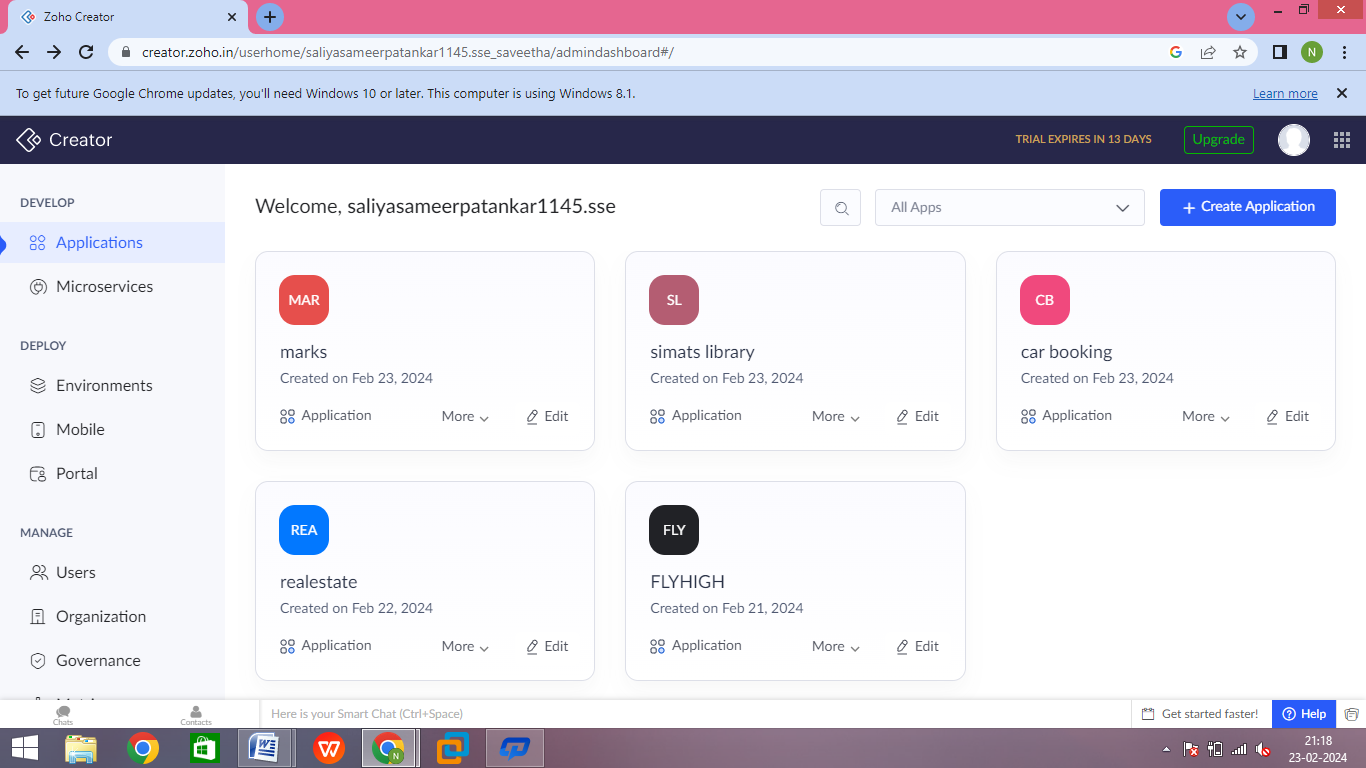 Zoho Creator
creator.zoho.in/userhome/saliyasameerpatankar1145.sse_saveetha/admindashboard#/
N
To get future Google Chrome updates, you'll need Windows 10 or later. This computer is using Windows 8.1.
Learn more
Creator
TRIAL EXPIRES IN 13 DAYS
Upgrade
DEVELOP
Applications
Microservices
DEPLOY
Environments
Mobile
Portal
MANAGE
Users
Organization
Governance
Welcome, saliyasameerpatankar1145.sse
All Apps
+ Create Application
MAR
marks
Created on Feb 23, 2024
Application More Edit
SL
simats library
Created on Feb 23, 2024
Application More Edit
CB
car booking
Created on Feb 23, 2024
Application More Edit
REA
realestate
Created on Feb 22, 2024
Application More Edit
FLY
FLYHIGH
Created on Feb 21, 2024
Application More Edit
Chats
Contacts
Here is your Smart Chat (Ctrl+Space)
Get started faster!
Help
W
W
N
21:18
23-02-2024